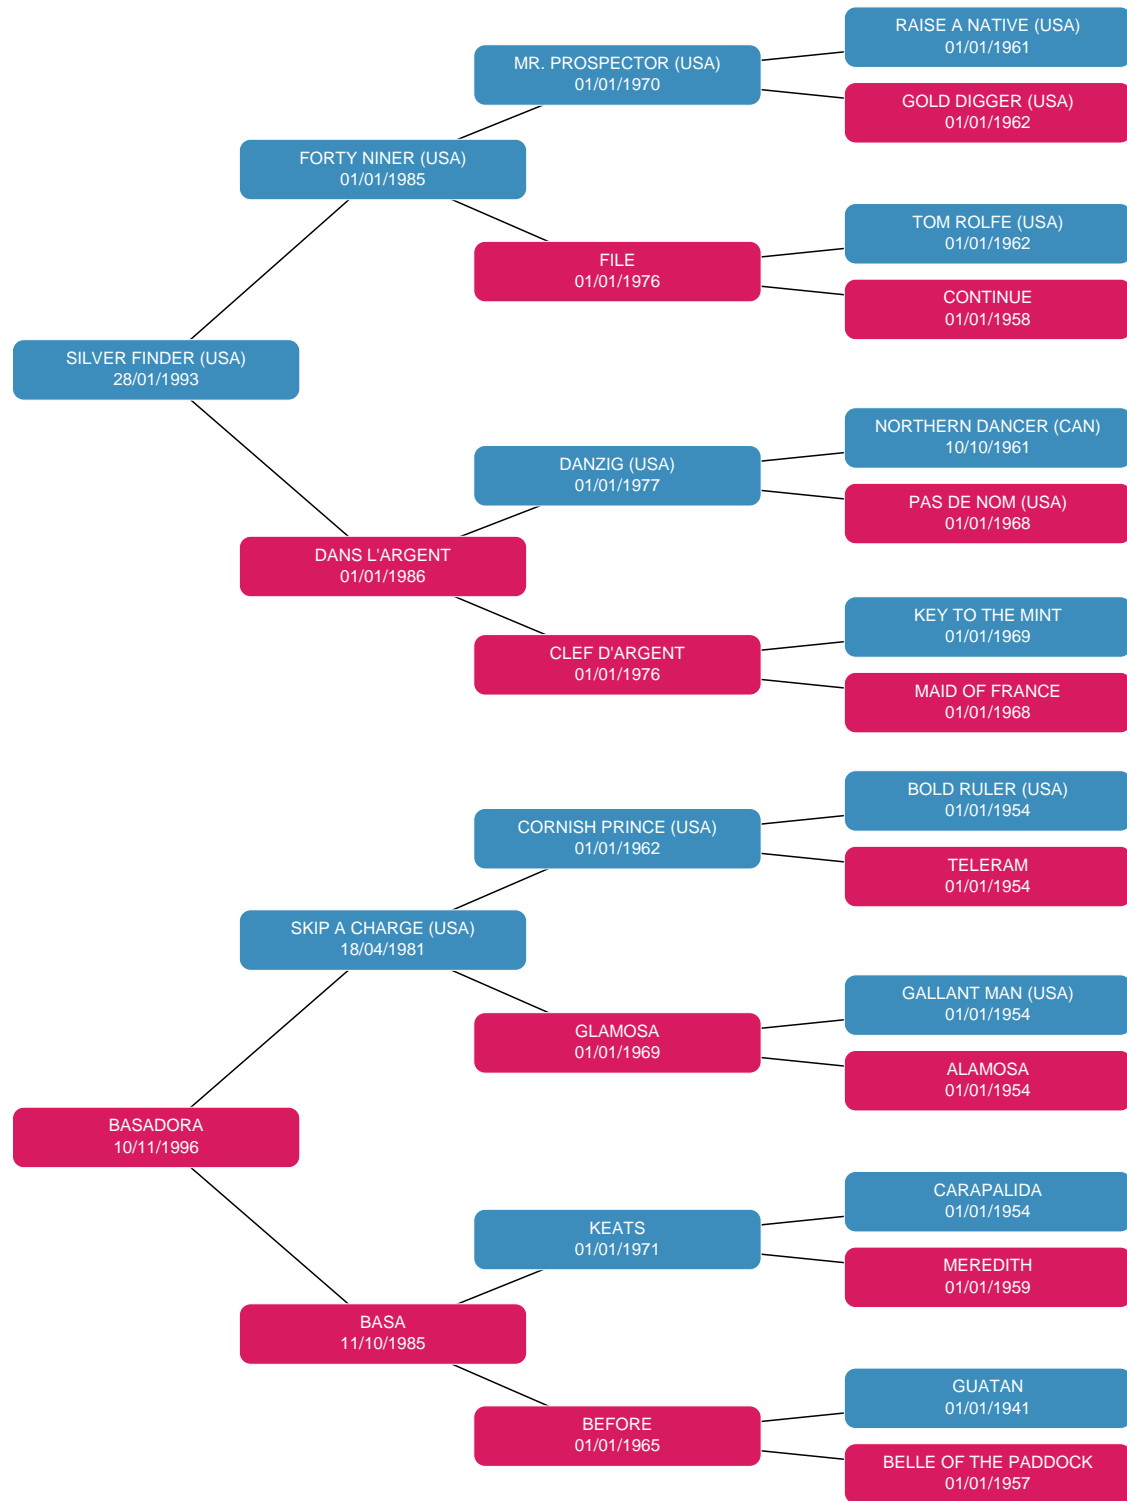 RAISE A NATIVE (USA)
01/01/1961
MR. PROSPECTOR (USA)
01/01/1970
GOLD DIGGER (USA)
01/01/1962
FORTY NINER (USA)
01/01/1985
TOM ROLFE (USA)
01/01/1962
FILE
01/01/1976
CONTINUE
01/01/1958
SILVER FINDER (USA)
28/01/1993
NORTHERN DANCER (CAN)
10/10/1961
DANZIG (USA)
01/01/1977
PAS DE NOM (USA)
01/01/1968
DANS L'ARGENT
01/01/1986
KEY TO THE MINT
01/01/1969
CLEF D'ARGENT
01/01/1976
MAID OF FRANCE
01/01/1968
BOLD RULER (USA)
01/01/1954
CORNISH PRINCE (USA)
01/01/1962
TELERAM
01/01/1954
SKIP A CHARGE (USA)
18/04/1981
GALLANT MAN (USA)
01/01/1954
GLAMOSA
01/01/1969
ALAMOSA
01/01/1954
BASADORA
10/11/1996
CARAPALIDA
01/01/1954
KEATS
01/01/1971
MEREDITH
01/01/1959
BASA
11/10/1985
GUATAN
01/01/1941
BEFORE
01/01/1965
BELLE OF THE PADDOCK
01/01/1957